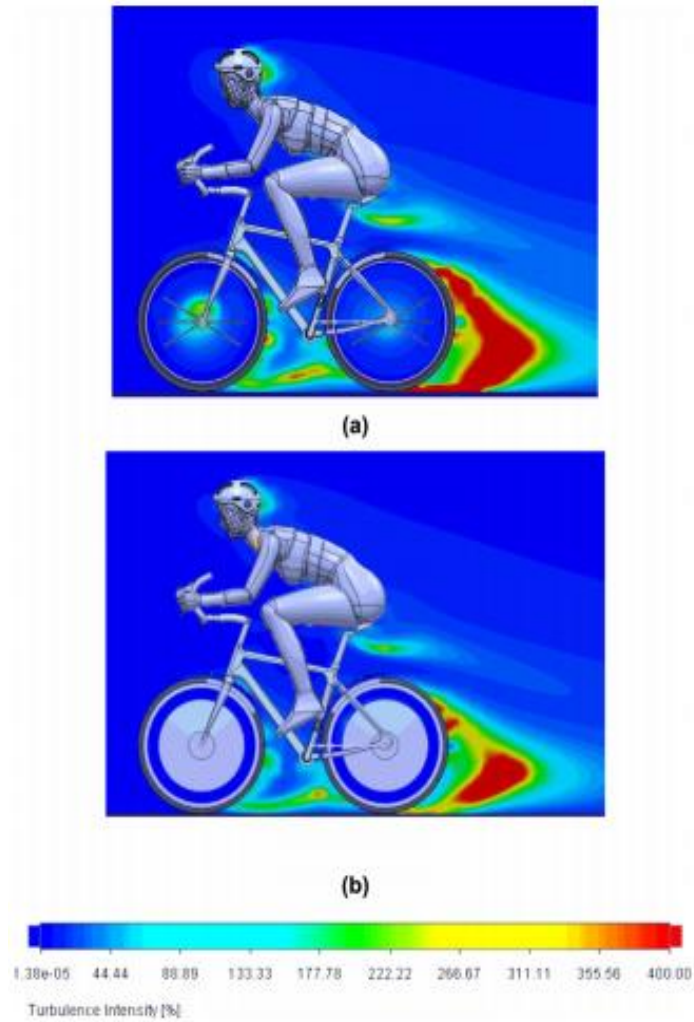 (a)
(b)
1.38e-05 44.44 88.89 133.33 177.78 222.22 266.67 311.11 355.56 400.00
Turbulence Intensity [%]